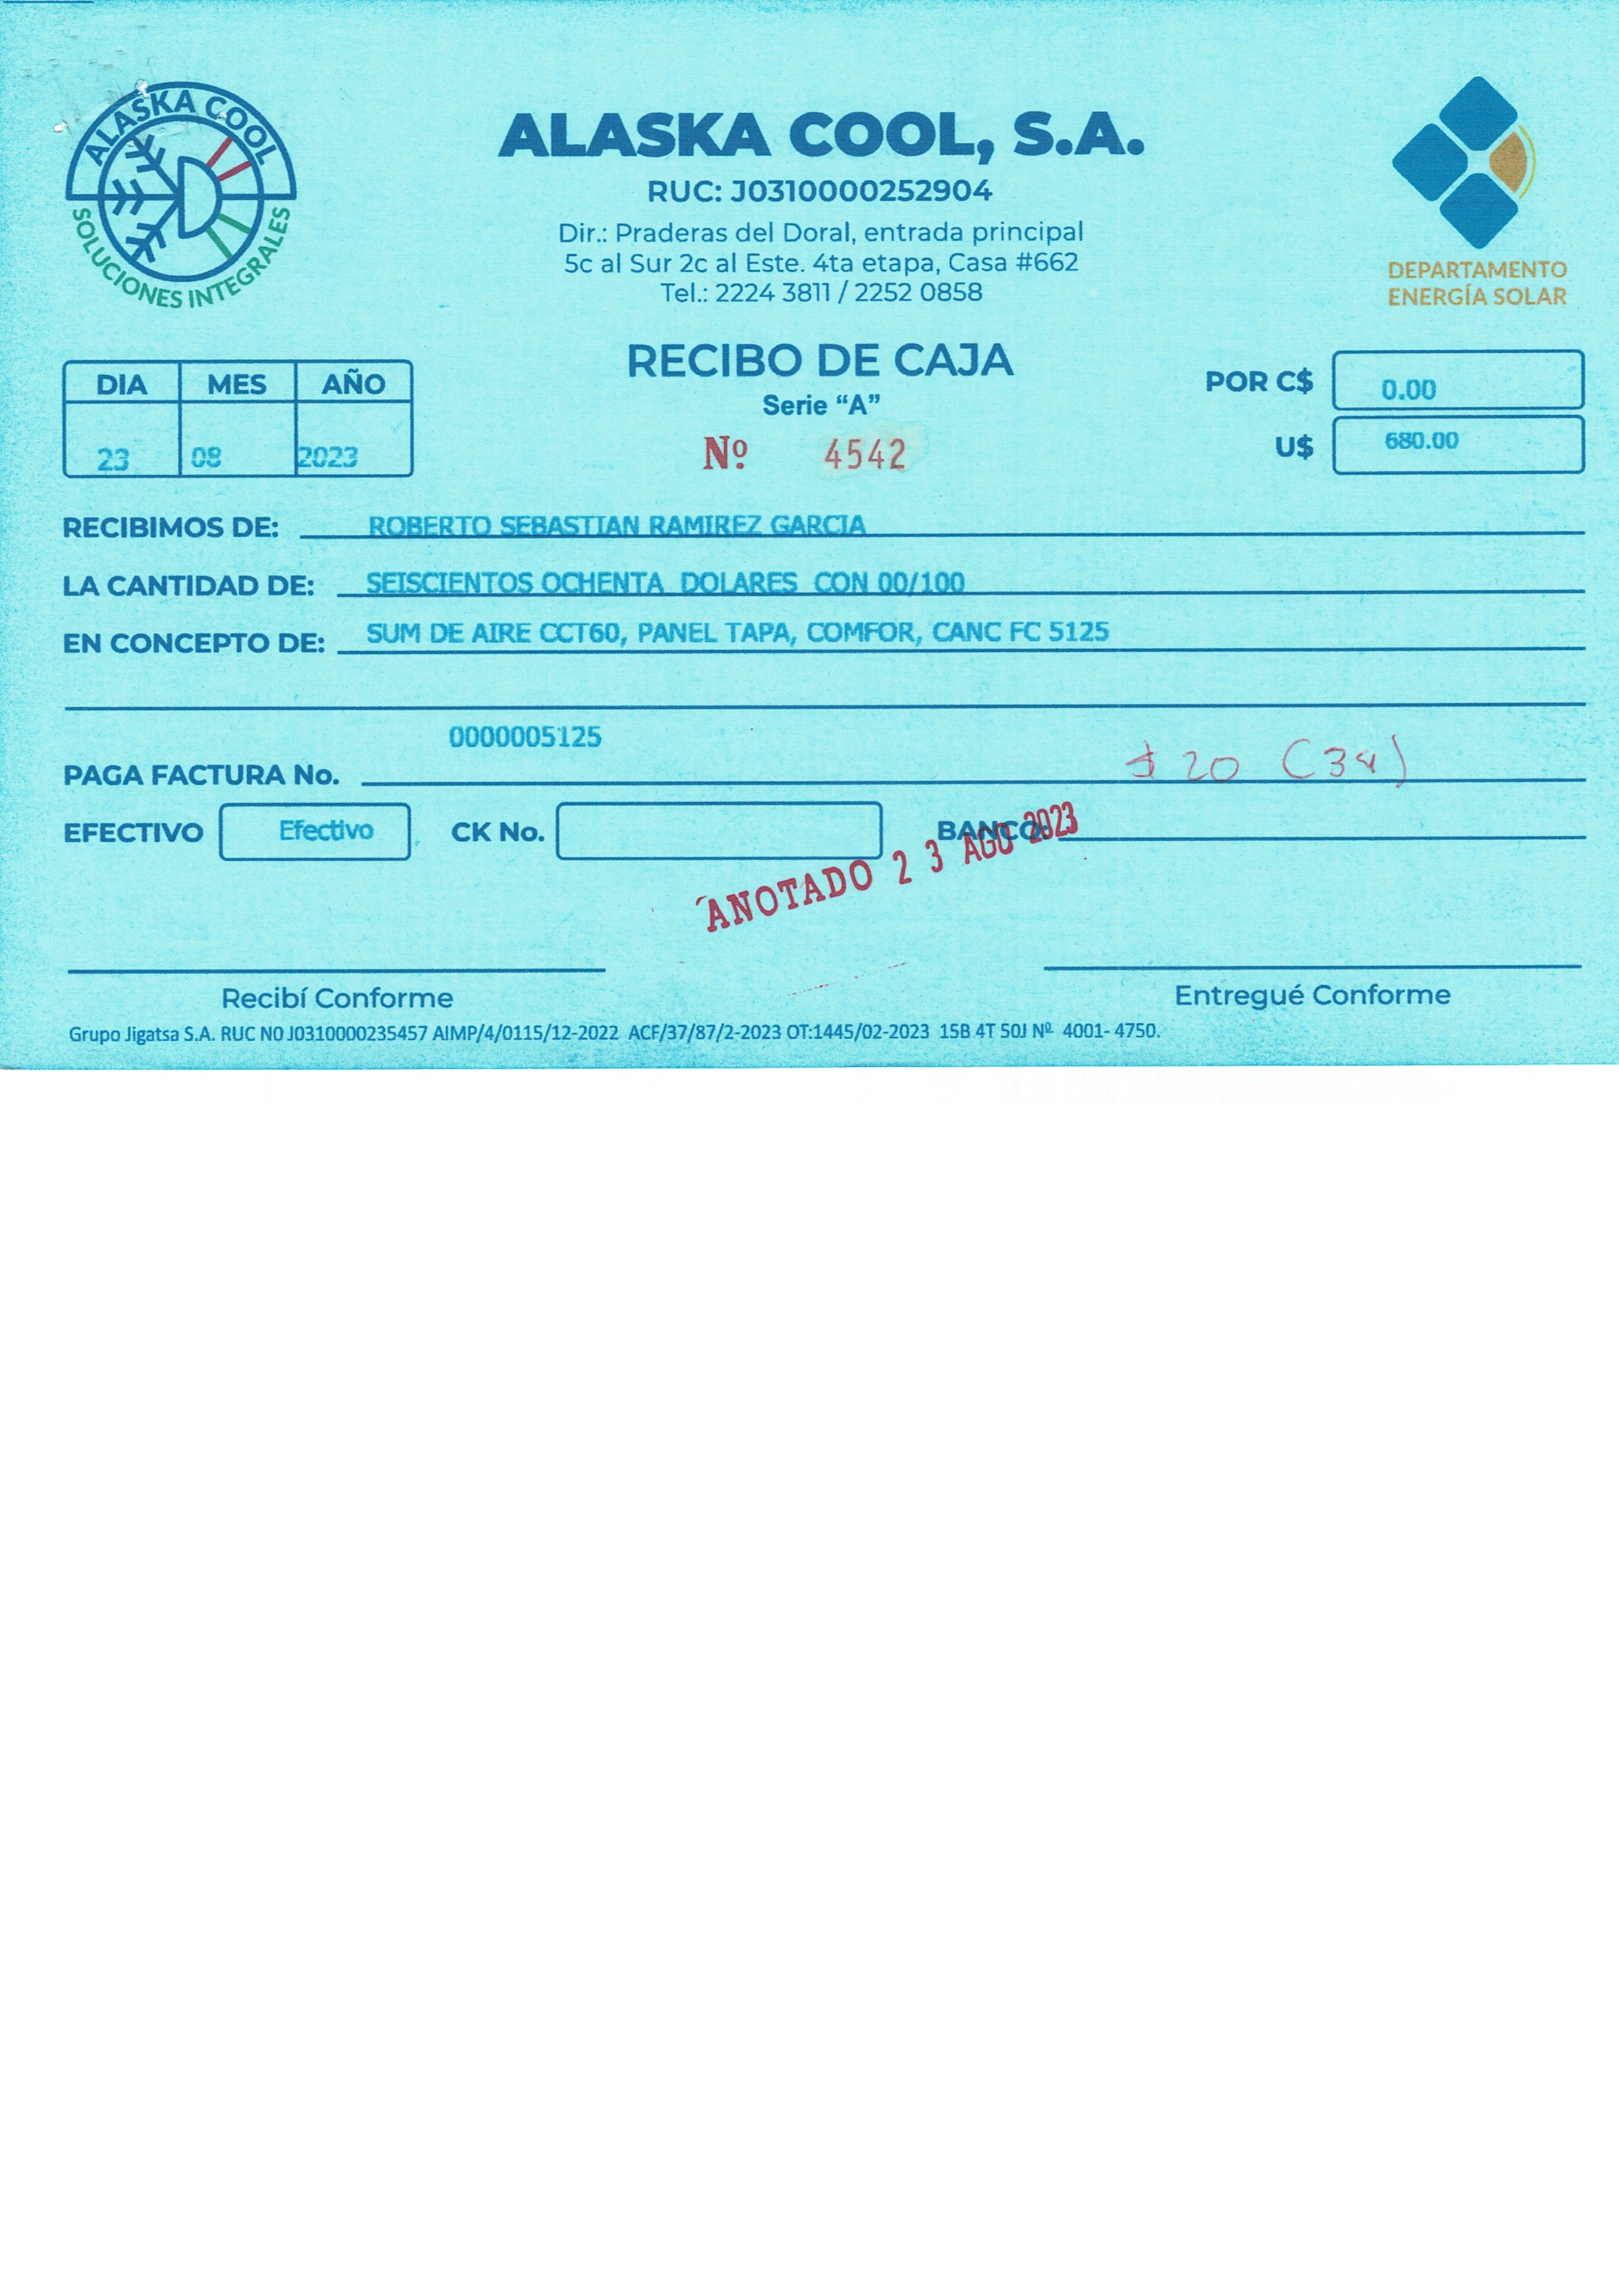 ALASKA COOL
SOLUCIONES INTEGRALES
ALASKA COOL, S.A.
RUC: J0310000252904
Dir.: Praderas del Doral, entrada principal
5c al Sur 2c al Este. 4ta etapa, Casa #662
Tel.: 2224 3811 / 2252 0858
DEPARTAMENTO
ENERGÍA SOLAR
RECIBO DE CAJA
Serie “A”
Nº 4542
DIA MES AÑO
23 08 2023
POR C$ 0.00
U$ 680.00
RECIBIMOS DE: ROBERTO SEBASTIAN RAMIREZ GARCIA
LA CANTIDAD DE: SEISCIENTOS OCHENTA DOLARES CON 00/100
EN CONCEPTO DE: SUM DE AIRE CCT60, PANEL TAPA, COMFOR, CANC FC 5125
0000005125
PAGA FACTURA No. $ 20 (34)
EFECTIVO Efectivo CK No. BANCO:
ANOTADO 23 AGO 2023
Recibí Conforme Entregué Conforme
Grupo Jigatsa S.A. RUC N0 J0310000235457 AIMP/4/0115/12-2022 ACF/37/87/2-2023 OT:1445/02-2023 15B 4T 50J Nº 4001- 4750.